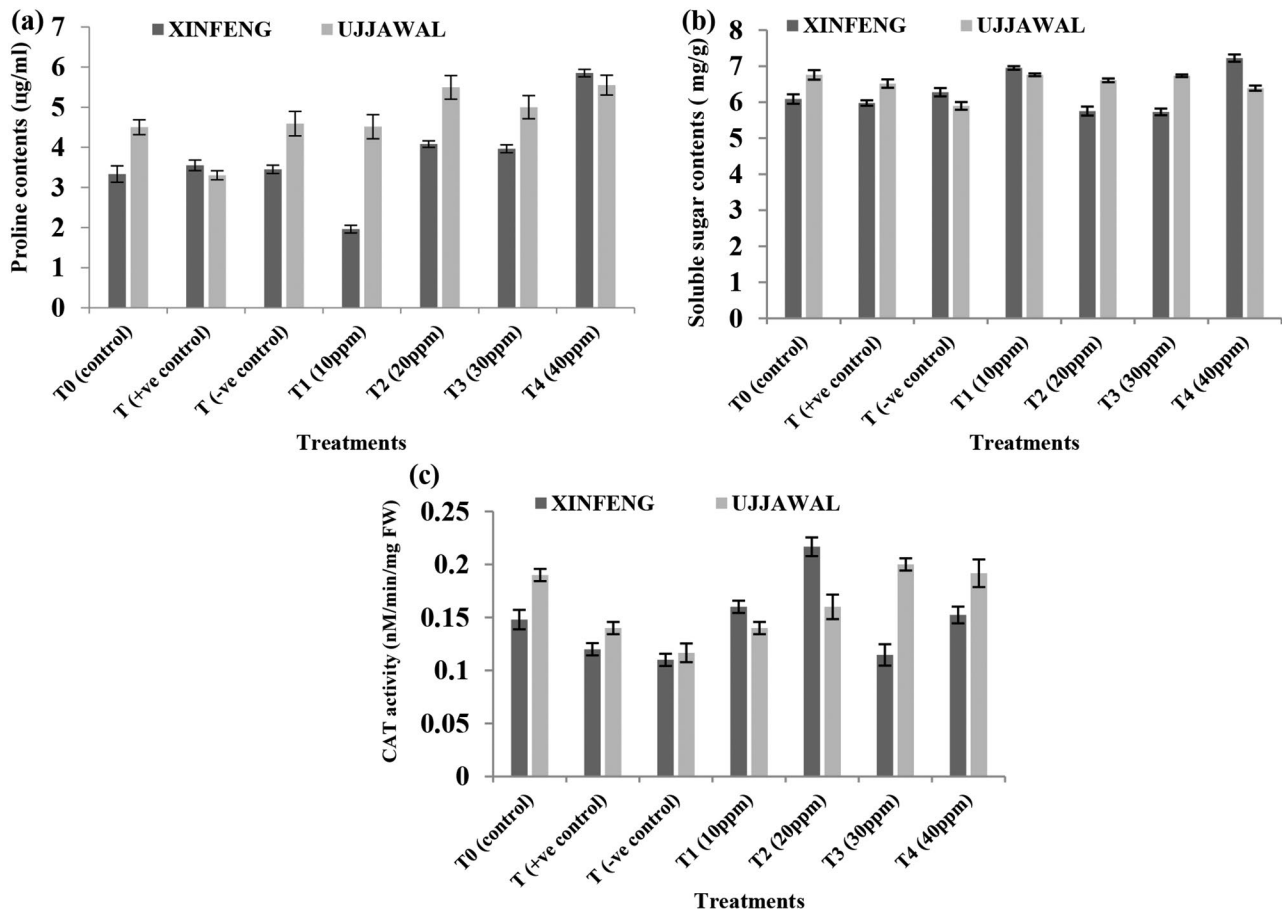 (a)
XINFENG UJJAWAL
Proline contents (ug/ml)
7
6
5
4
3
2
1
0
T0 (control)
T (+ve control)
T (-ve control)
T1 (10ppm)
T2 (20ppm)
T3 (30ppm)
T4 (40ppm)
Treatments
(b)
XINFENG UJJAWAL
Soluble sugar contents ( mg/g)
8
7
6
5
4
3
2
1
0
T0 (control)
T (+ve control)
T (-ve control)
T1 (10ppm)
T2 (20ppm)
T3 (30ppm)
T4 (40ppm)
Treatments
(c)
XINFENG UJJAWAL
CAT activity (nM/min/mg FW)
0.25
0.2
0.15
0.1
0.05
0
T0 (control)
T (+ve control)
T (-ve control)
T1 (10ppm)
T2 (20ppm)
T3 (30ppm)
T4 (40ppm)
Treatments